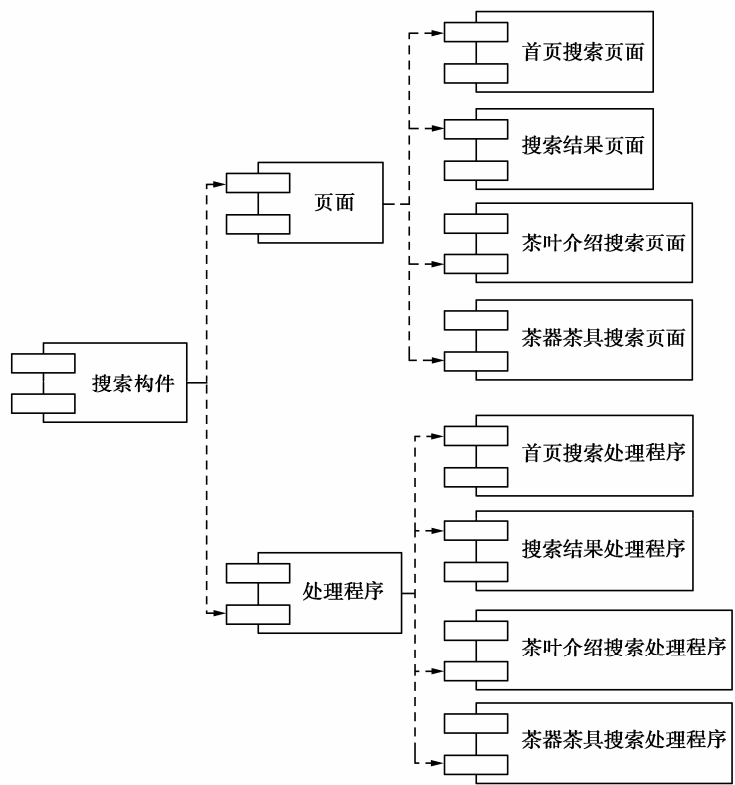 首页搜索页面
搜索结果页面
页面
茶叶介绍搜索页面
茶器茶具搜索页面
搜索构件
首页搜索处理程序
搜索结果处理程序
处理程序
茶叶介绍搜索处理程序
茶器茶具搜索处理程序